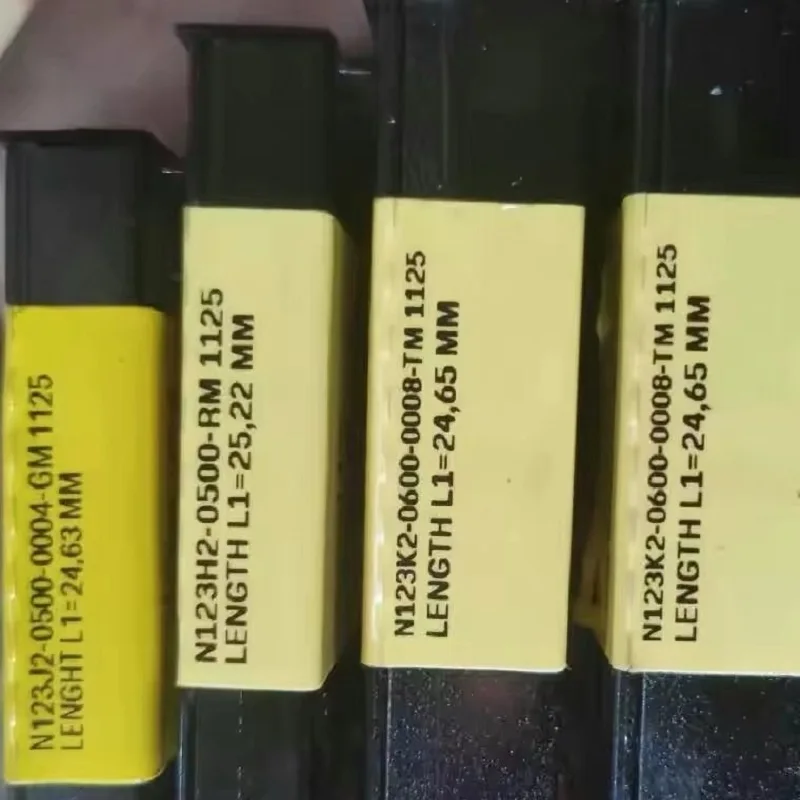 N123J2-0500-0004-GM 1125
LENGHT L1=24,63 MM
N123H2-0500-RM 1125
LENGTH L1=25,22 MM
N123K2-0600-0008-TM 1125
LENGTH L1=24,65 MM
N123K2-0600-0008-TM 1125
LENGTH L1=24,65 MM